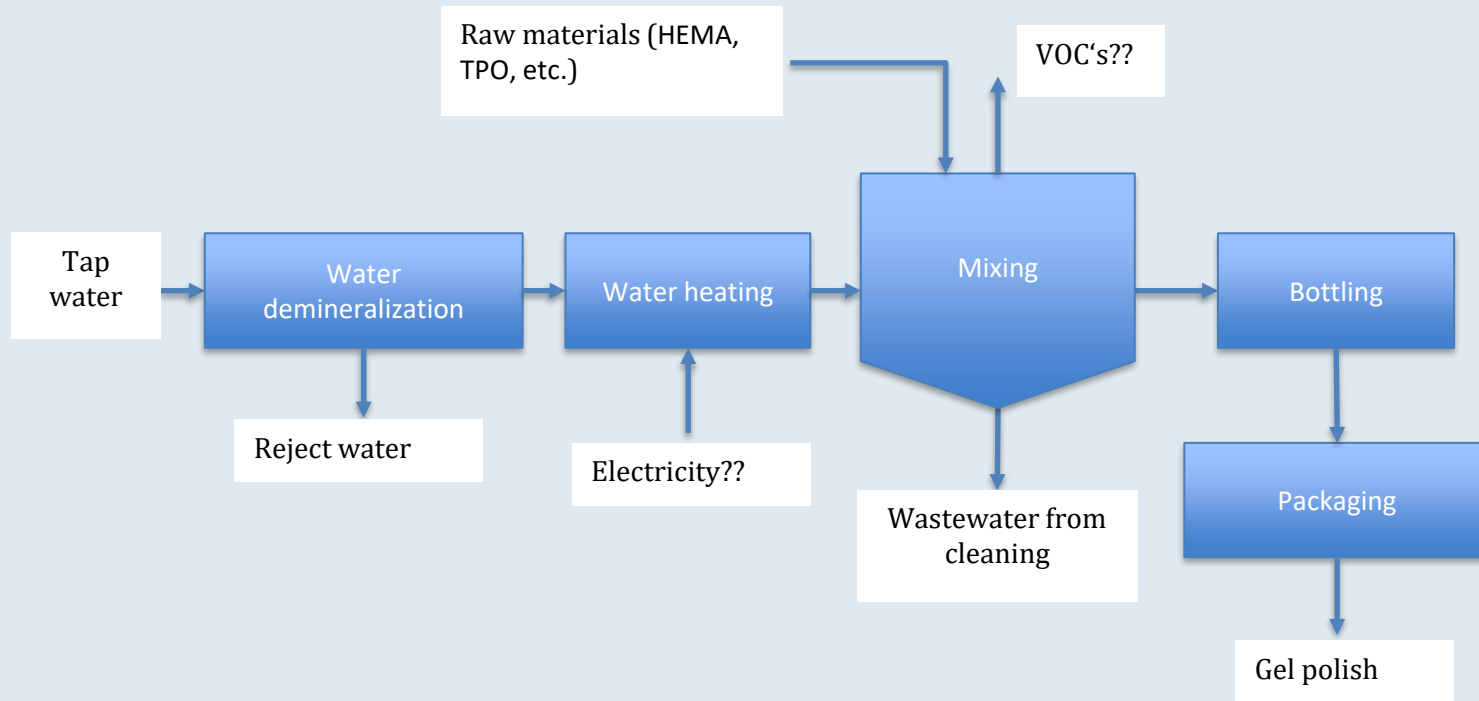 Raw materials (HEMA,
TPO, etc.)
VOC‘s??
Tap
water
Water
demineralization
Water heating
Mixing
Bottling
Reject water
Electricity??
Wastewater from
cleaning
Packaging
Gel polish